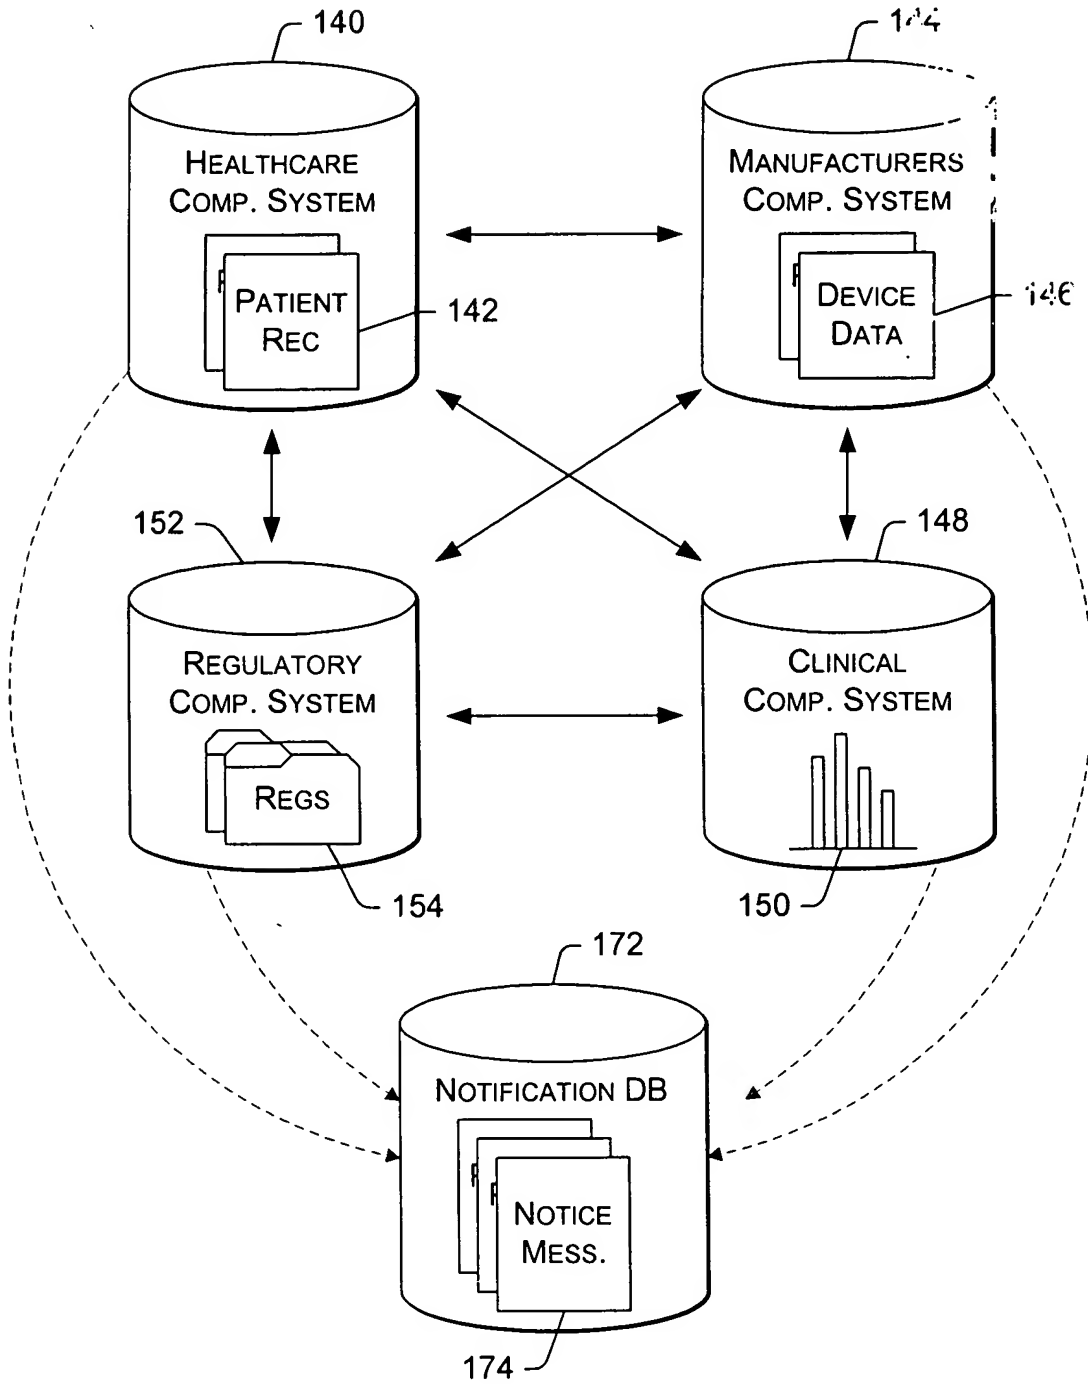 140
HEALTHCARE
COMP. SYSTEM
PATIENT
REC
142
MANUFACTURERS
COMP. SYSTEM
DEVICE
DATA
146
152
REGULATORY
COMP. SYSTEM
REGS
154
148
CLINICAL
COMP. SYSTEM
150
172
NOTIFICATION DB
NOTICE
MESS.
174